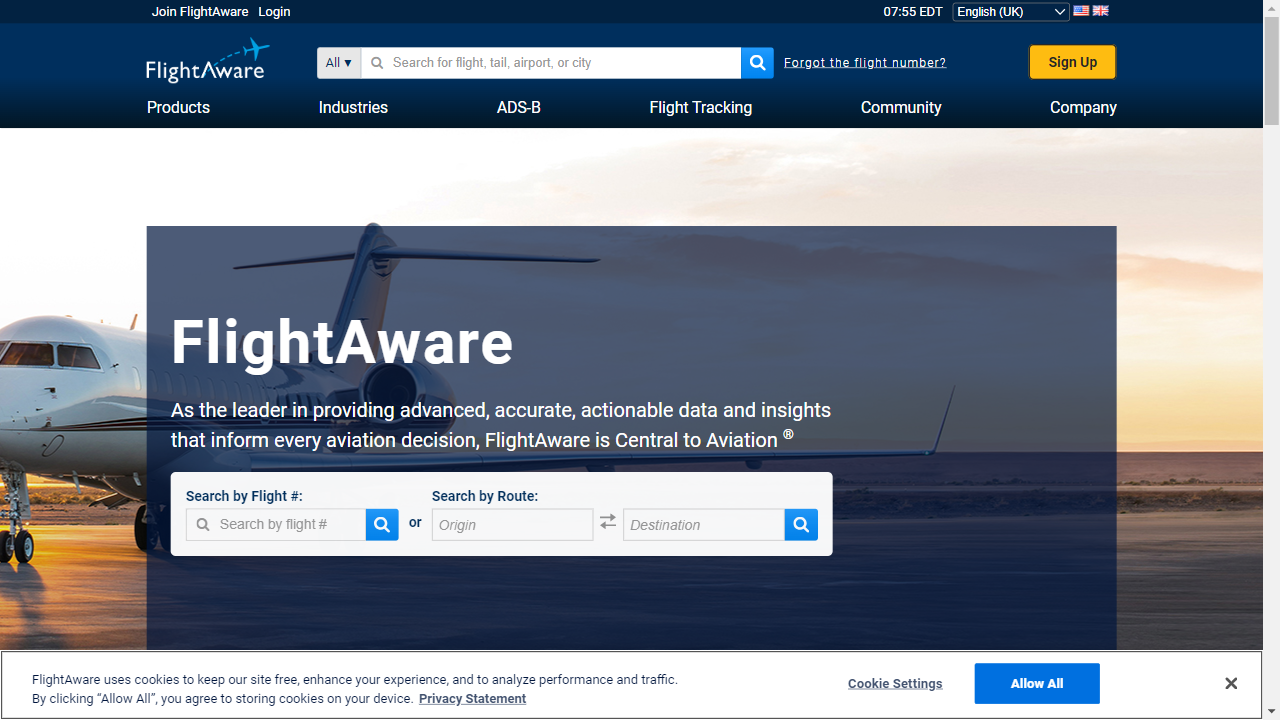 Join FlightAware Login
07:55 EDT English (UK)
FlightAware
All ▾ Search for flight, tail, airport, or city
Forgot the flight number?
Sign Up
Products Industries ADS-B Flight Tracking Community Company
FlightAware
As the leader in providing advanced, accurate, actionable data and insights
that inform every aviation decision, FlightAware is Central to Aviation ®
Search by Flight #:
Search by flight #
or
Search by Route:
Origin
Destination
FlightAware uses cookies to keep our site free, enhance your experience, and to analyze performance and traffic.
By clicking “Allow All”, you agree to storing cookies on your device. Privacy Statement
Cookie Settings
Allow All